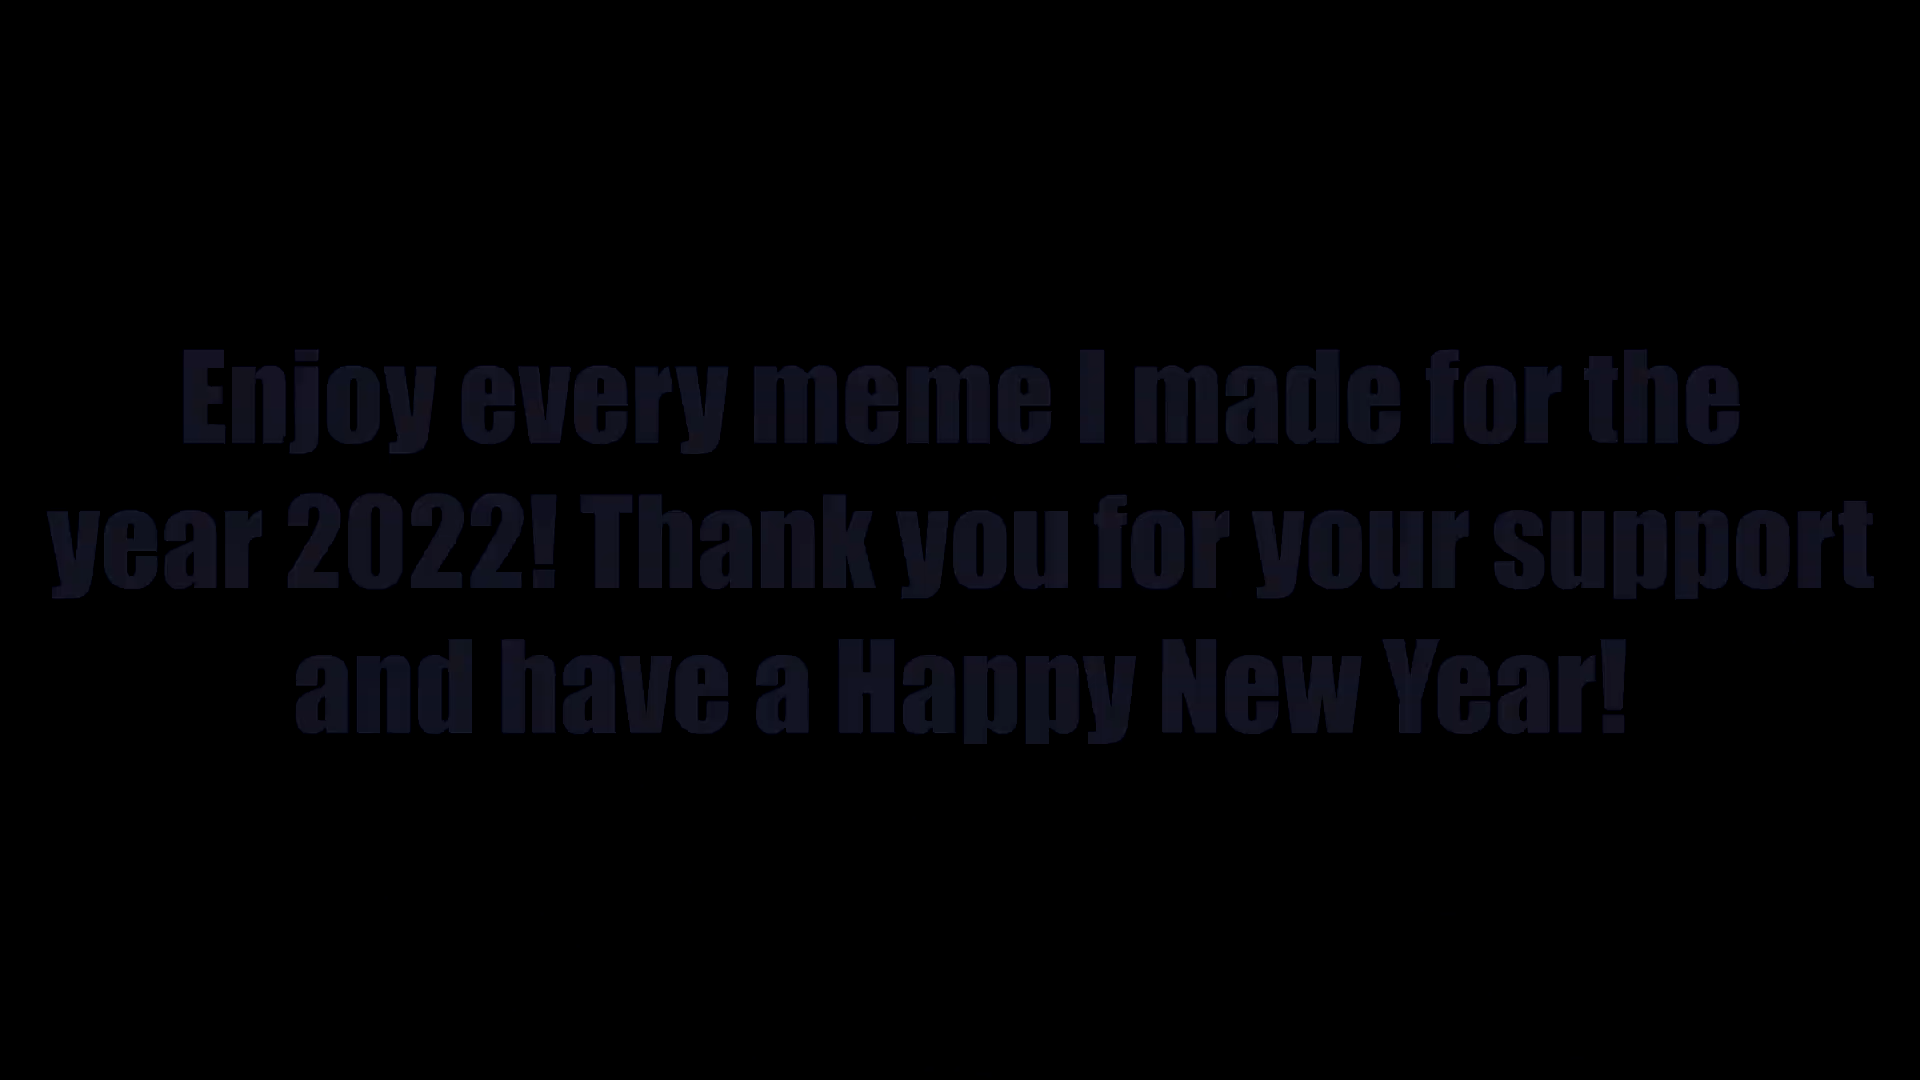 Enjoy every meme I made for the
year 2022! Thank you for your support
and have a Happy New Year!